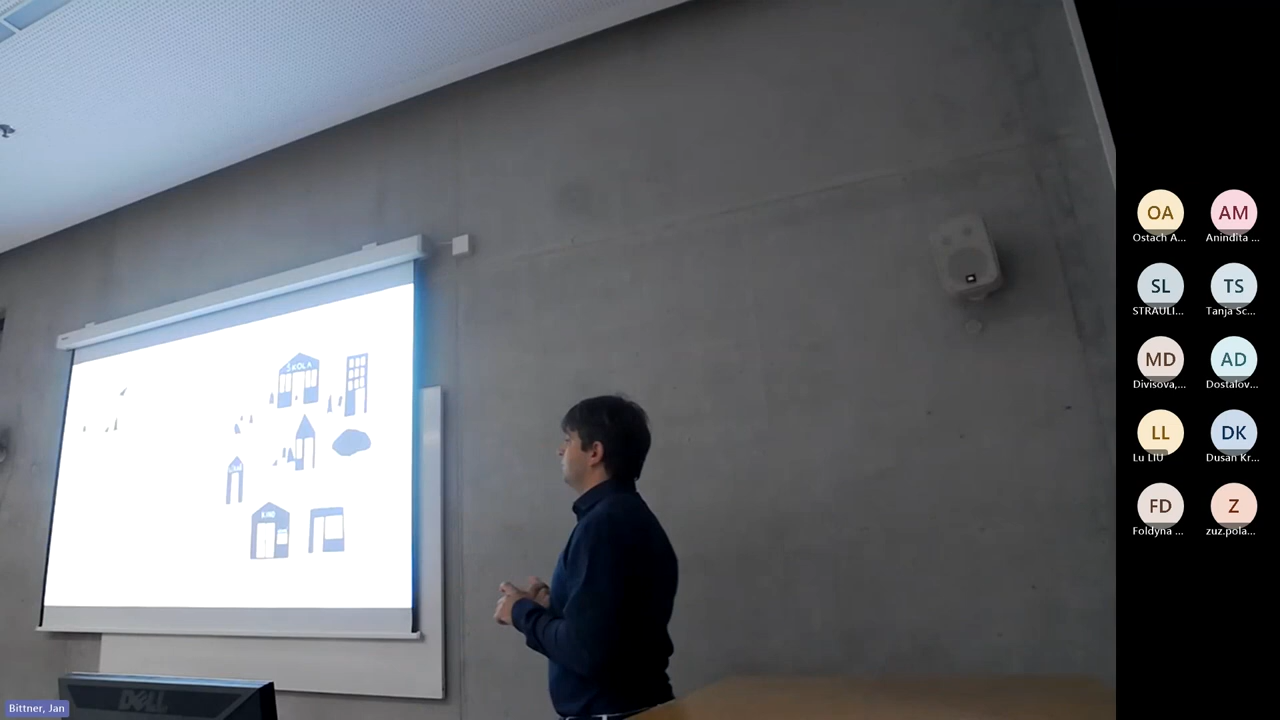 ŠKOLA
KINO
DELL
Bittner, Jan
OA
Ostach A...
AM
Anindita ...
SL
STRAULI...
TS
Tanja Sc...
MD
Divisova,...
AD
Dostalov...
LL
Lu LIU
DK
Dusan Kr...
FD
Foldyna ...
Z
zuz.pola...